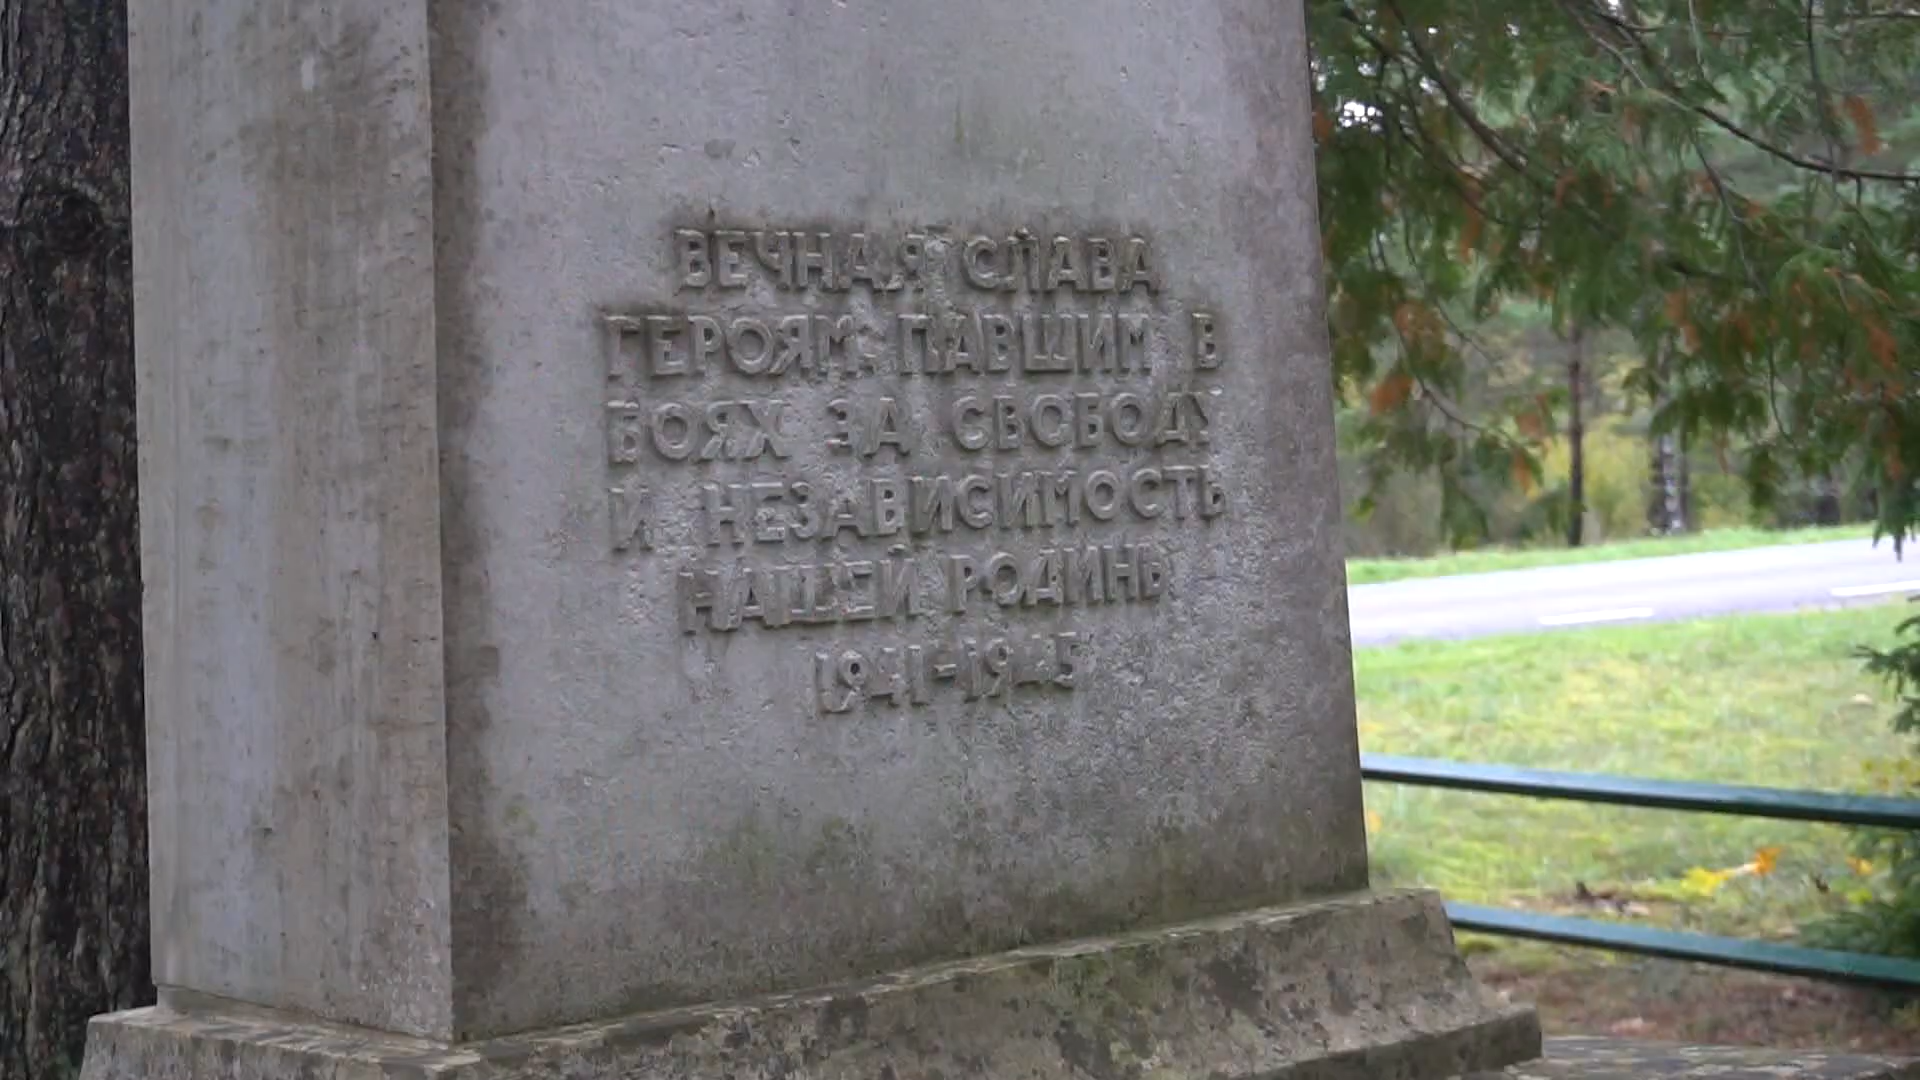 ВЕЧНАЯ СЛАВА
ГЕРОЯМ ПАВШИМ В
БОЯХ ЗА СВОБОДУ
И НЕЗАВИСИМОСТЬ
НАШЕЙ РОДИНЫ
1941-1945